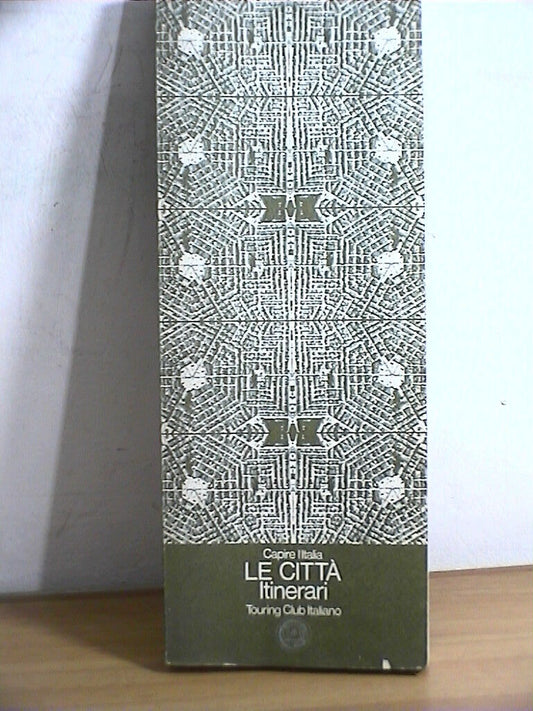 Capire l'Italia
LE CITTÀ
Itinerari
Touring Club Italiano